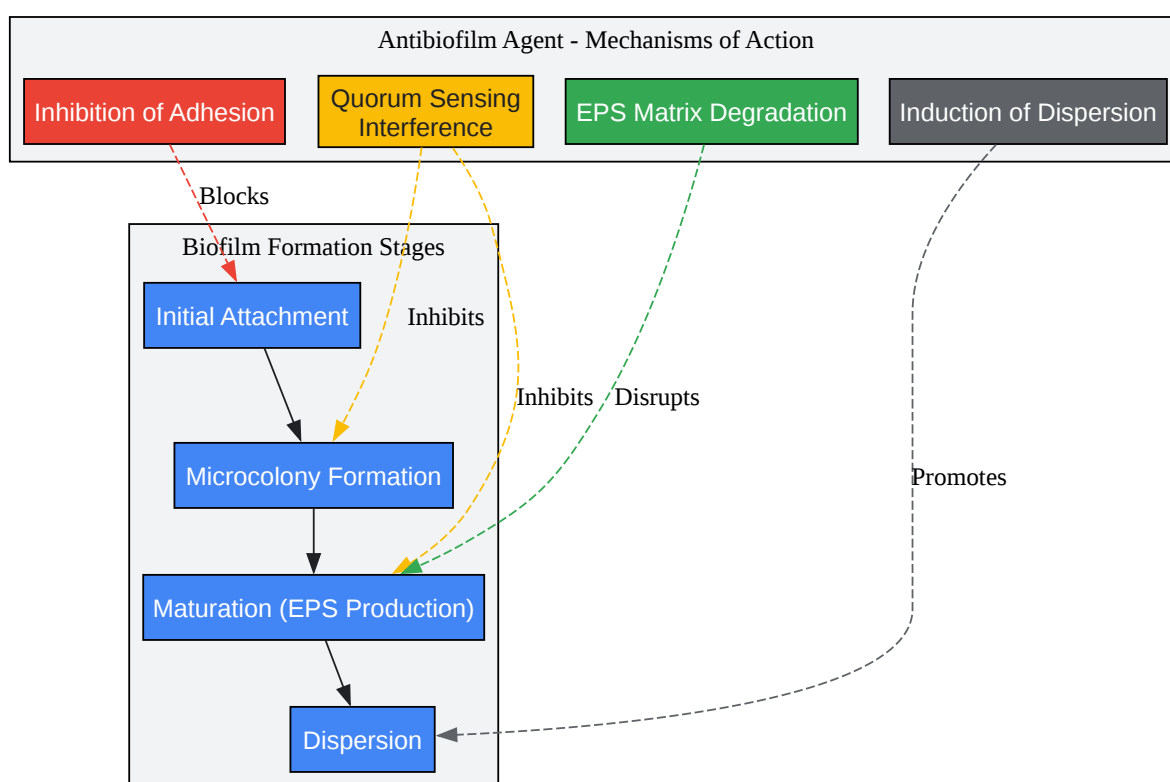 Antibiofilm Agent - Mechanisms of Action
Inhibition of Adhesion
Quorum Sensing
Interference
EPS Matrix Degradation
Induction of Dispersion
Blocks
Biofilm Formation Stages
Initial Attachment
Inhibits
Inhibits
Disrupts
Microcolony Formation
Promotes
Maturation (EPS Production)
Dispersion